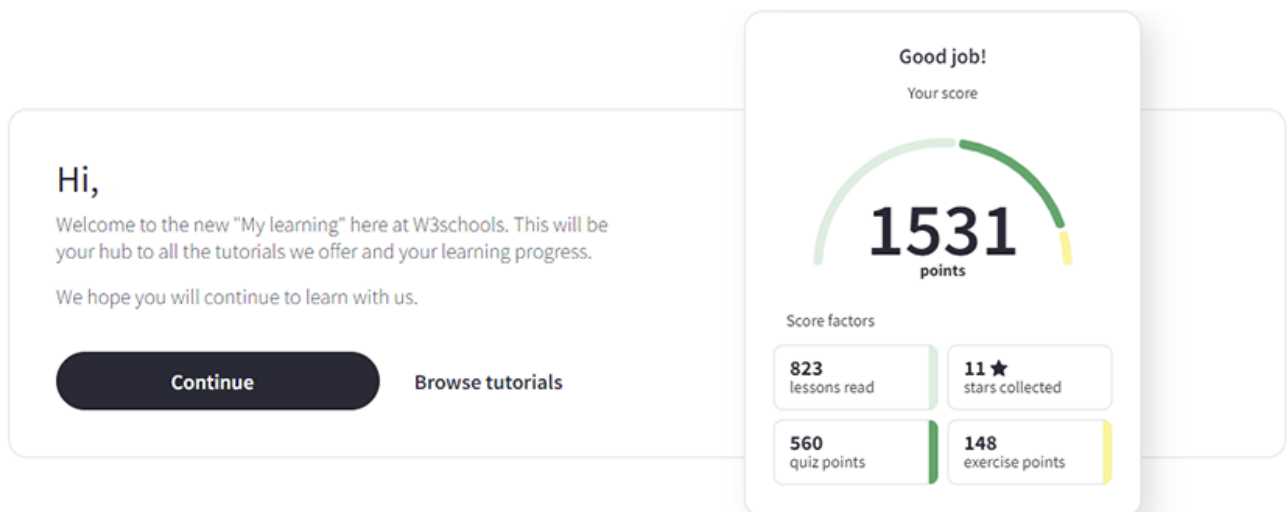 Hi,
Welcome to the new "My learning" here at W3schools. This will be
your hub to all the tutorials we offer and your learning progress.
We hope you will continue to learn with us.
Continue
Browse tutorials
Good job!
Your score
1531
points
Score factors
823
lessons read
11 ★
stars collected
560
quiz points
148
exercise points